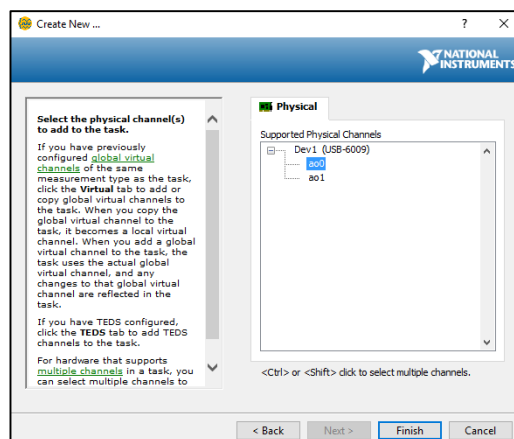 Create New ...
NATIONAL
INSTRUMENTS
Select the physical channel(s)
to add to the task.
If you have previously
configured global virtual
channels of the same
measurement type as the task,
click the Virtual tab to add or
copy global virtual channels to
the task. When you copy the
global virtual channel to the
task, it becomes a local virtual
channel. When you add a global
virtual channel to the task, the
task uses the actual global
virtual channel, and any
changes to that global virtual
channel are reflected in the
task.
If you have TEDS configured,
click the TEDS tab to add TEDS
channels to the task.
For hardware that supports
multiple channels in a task, you
can select multiple channels to
Physical
Supported Physical Channels
Dev1 (USB-6009)
ao0
ao1
<Ctrl> or <Shift> click to select multiple channels.
< Back
Next >
Finish
Cancel